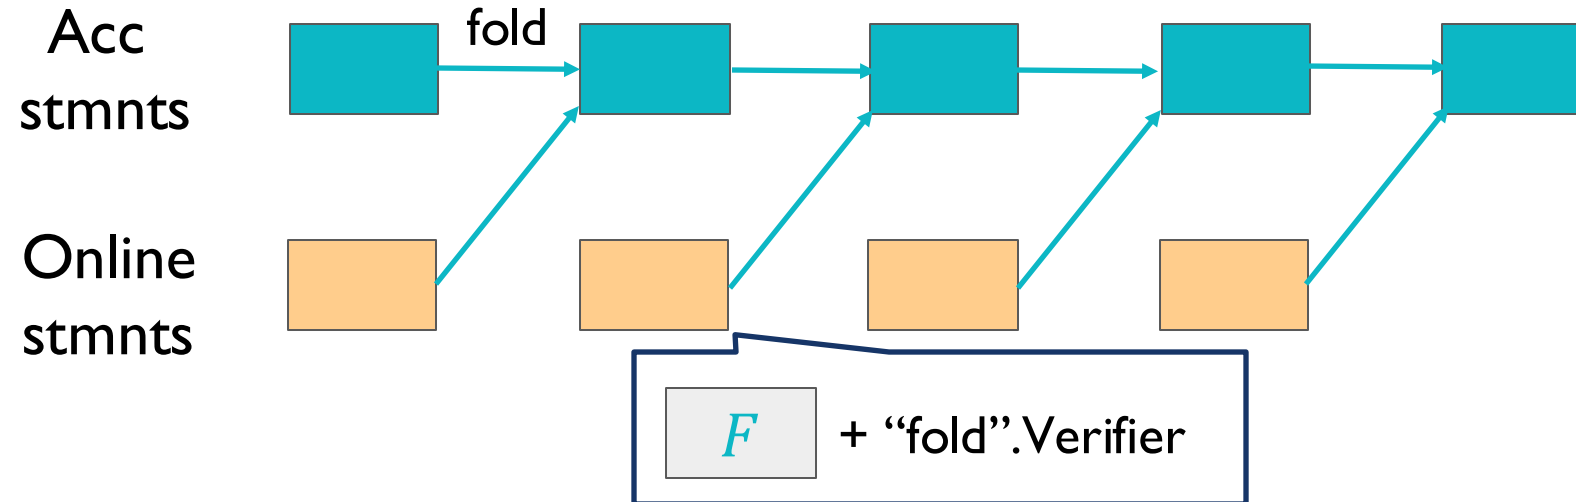 Acc
stmnts
fold
Online
stmnts
F + “fold”.Verifier